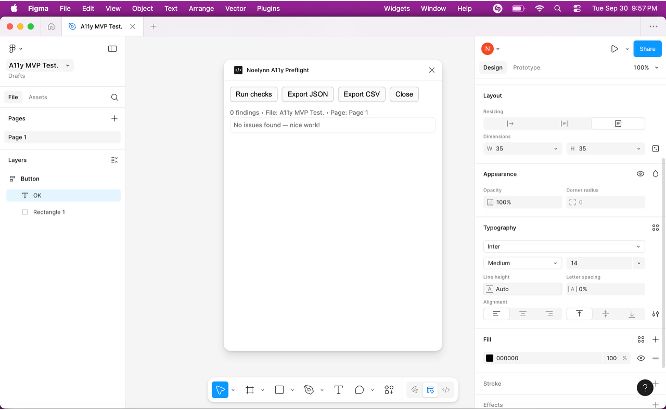 Figma File Edit View Object Text Arrange Vector Plugins Widgets Window Help Tue Sep 30 9:57 PM
A11y MVP Test.
A11y MVP Test.
Drafts
File Assets
Pages
Page 1
Layers
Button
OK
Rectangle 1
Noelynn A11y Preflight
Run checks Export JSON Export CSV Close
0 findings • File: A11y MVP Test. • Page: Page 1
No issues found — nice work!
N Share
Design Prototype 100%
Layout
Resizing
Dimensions
W 35 H 35
Appearance
Opacity Corner radius
100% 0
Typography
Inter
Medium 14
Line height Letter spacing
Auto 0%
Alignment
Fill
000000 100 %
Stroke
Effects
?